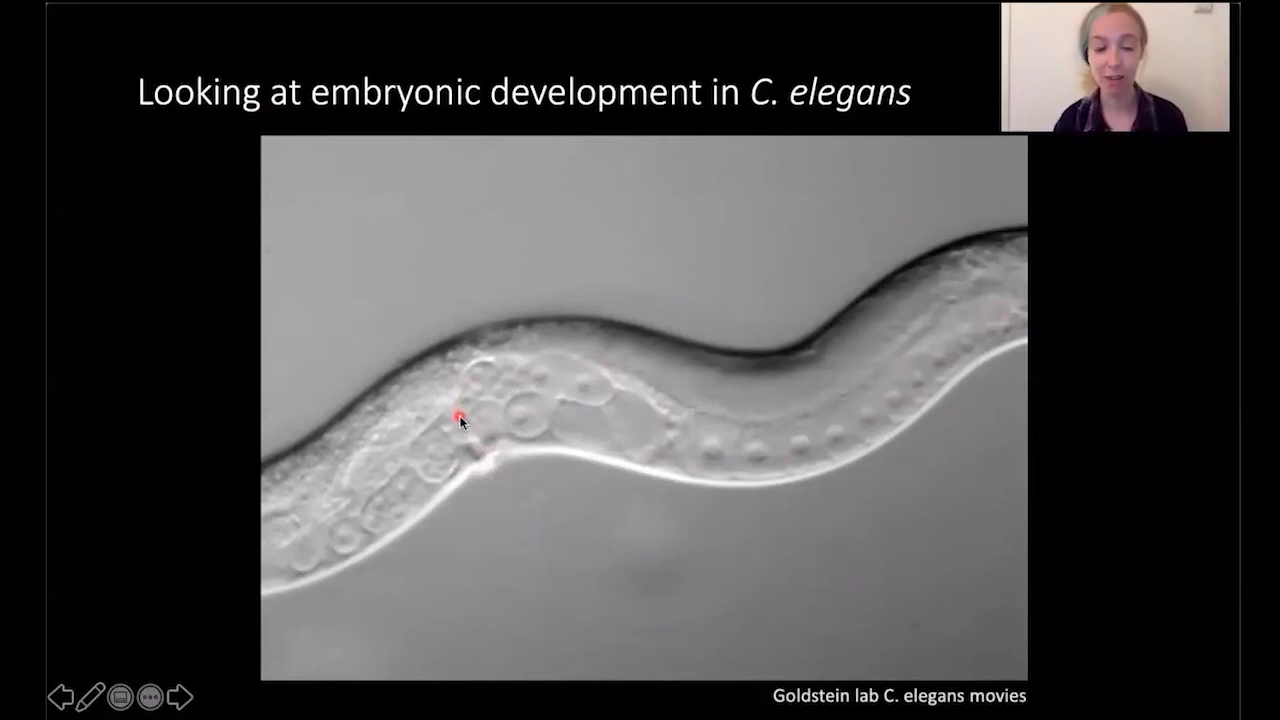 Looking at embryonic development in C. elegans
Goldstein lab C. elegans movies